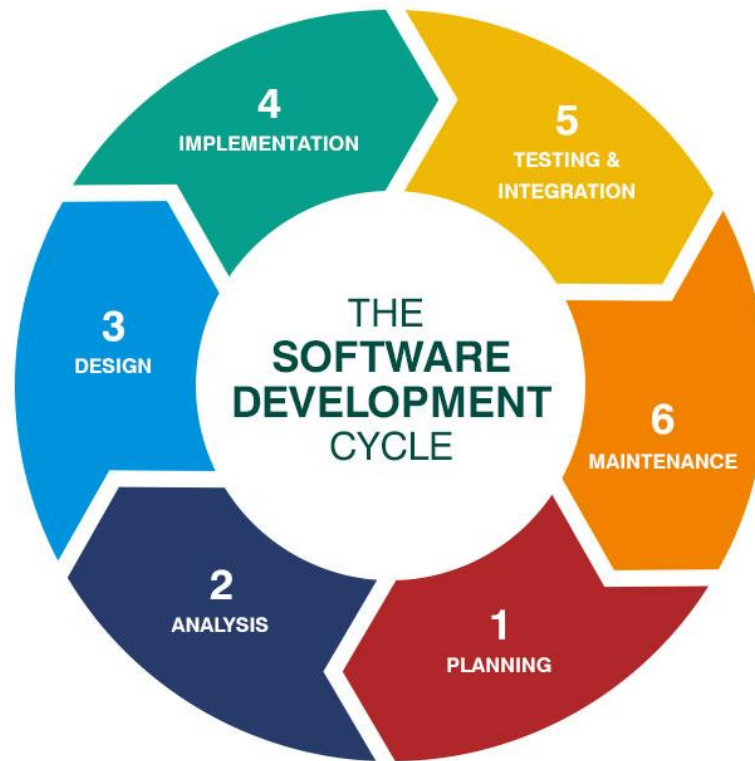 THE
SOFTWARE
DEVELOPMENT
CYCLE
1
PLANNING
2
ANALYSIS
3
DESIGN
4
IMPLEMENTATION
5
TESTING &
INTEGRATION
6
MAINTENANCE